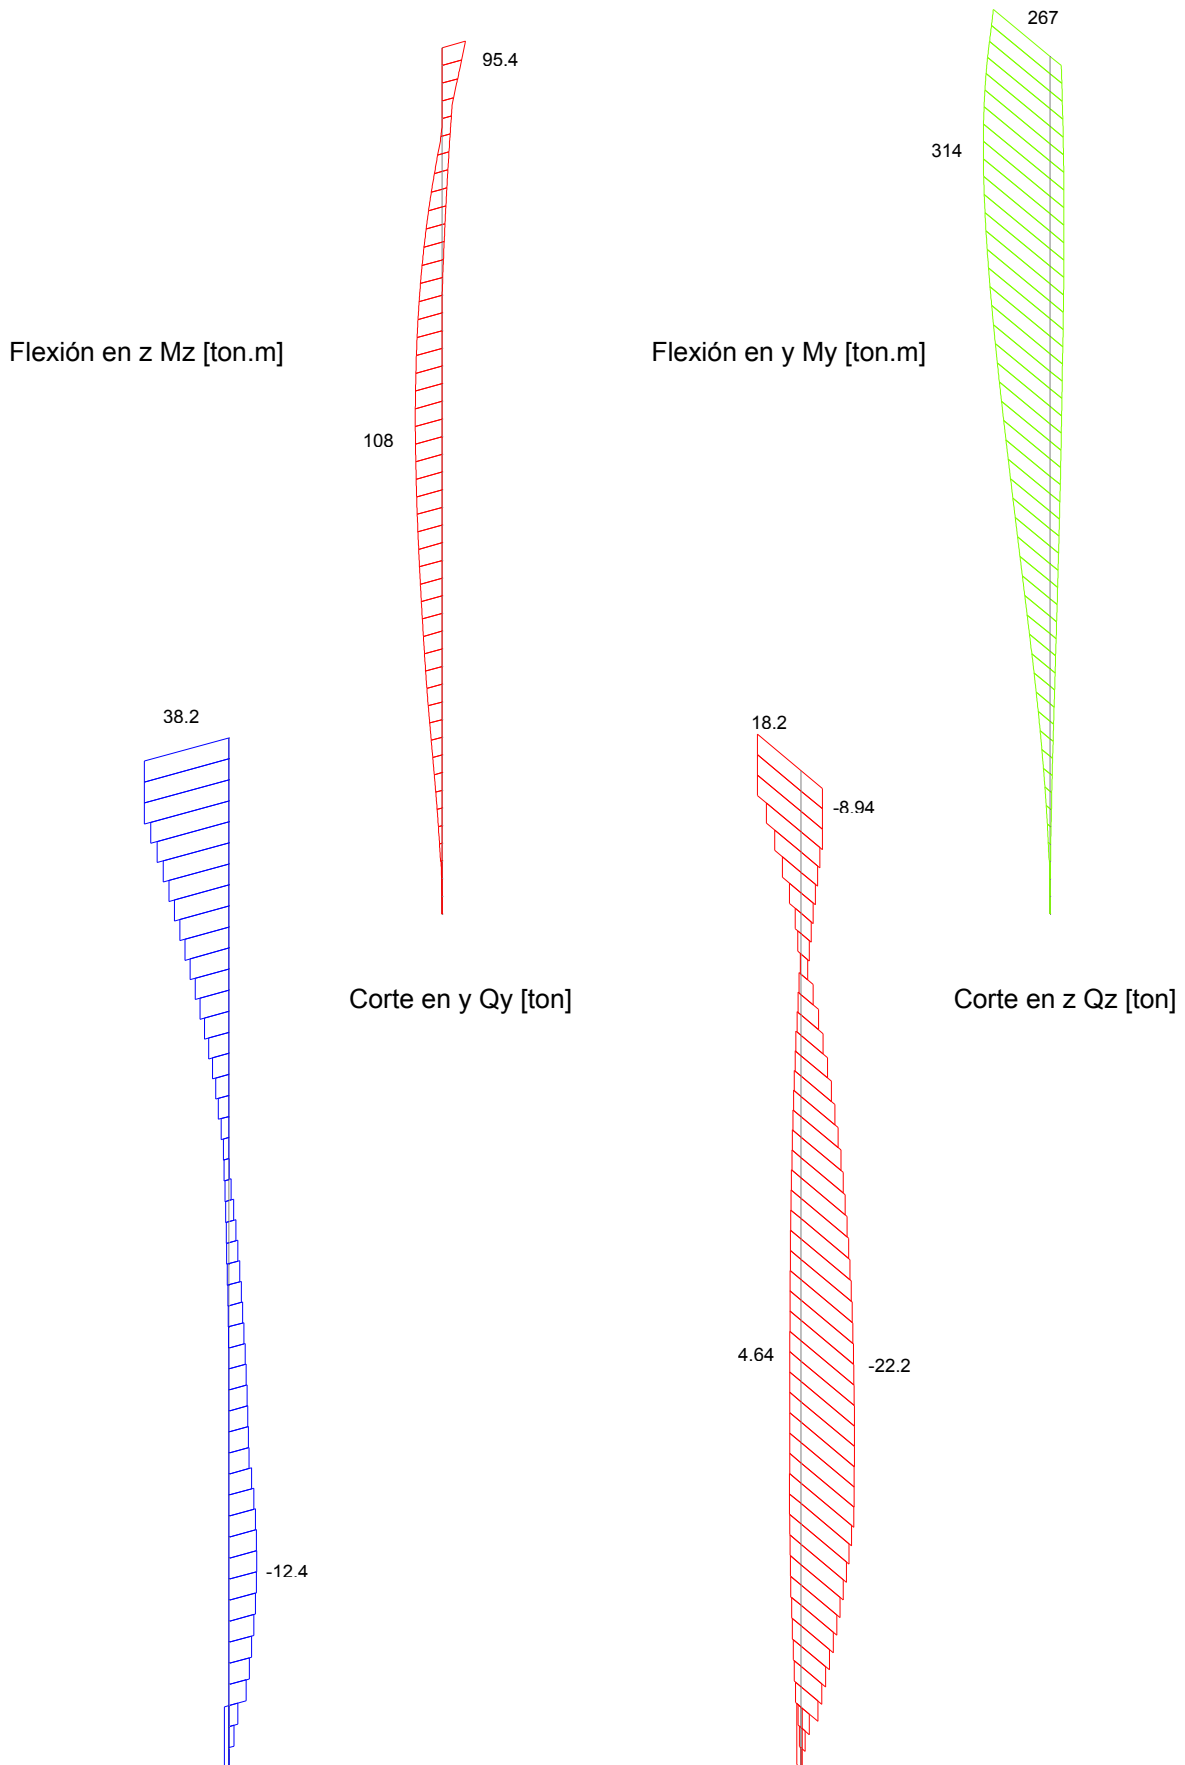 267
95.4
314
Flexión en z Mz [ton.m]
Flexión en y My [ton.m]
108
38.2
18.2
-8.94
Corte en y Qy [ton]
Corte en z Qz [ton]
4.64
-22.2
-12.4